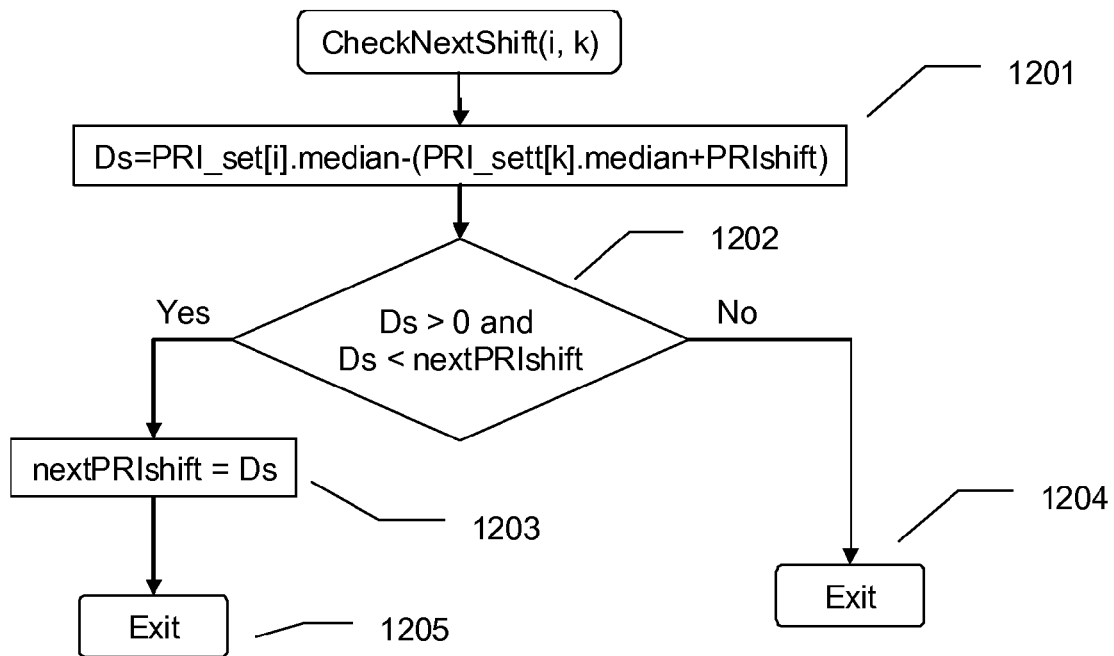 CheckNextShift(i, k)
1201
Ds=PRI_set[i].median-(PRI_sett[k].median+PRIshift)
1202
Yes
Ds > 0 and
Ds < nextPRIshift
No
nextPRIshift = Ds
1203
1204
Exit
Exit
1205